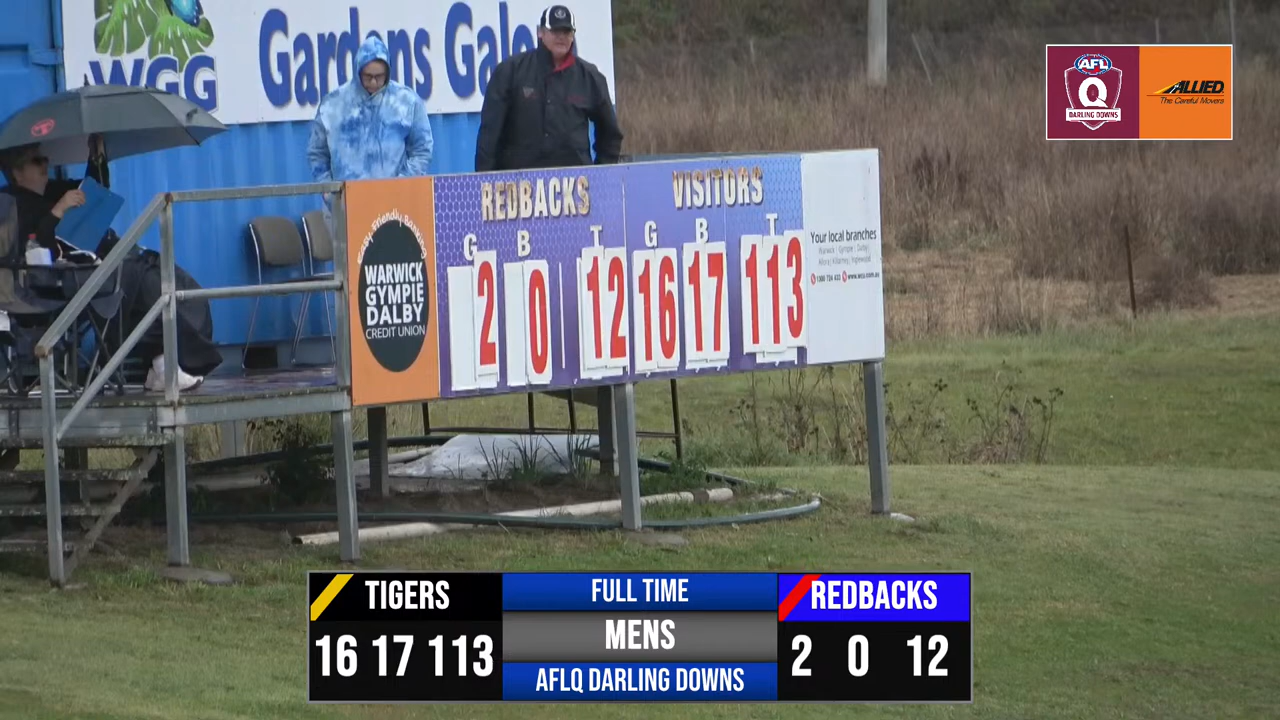 WGG
Gardens Galo
AFL
Q
DARLING DOWNS
ALLIED
The Careful Movers
REDBACKS
VISITORS
G B T G B T
2 0 12 16 17 113
WARWICK
GYMPIE
DALBY
CREDIT UNION
Your local branches
TIGERS
FULL TIME
REDBACKS
16 17 113
MENS
2 0 12
AFLQ DARLING DOWNS